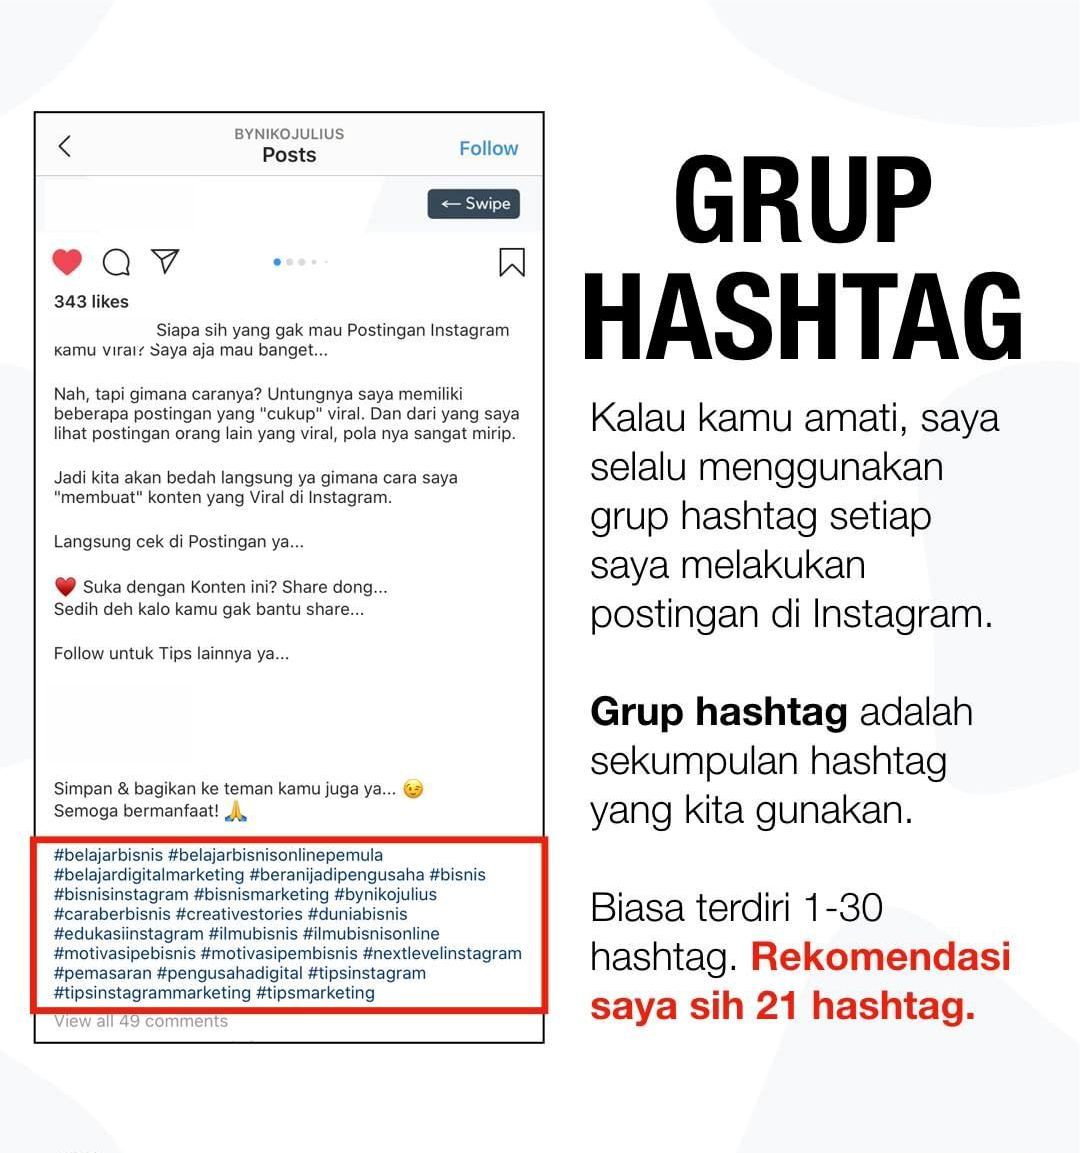 BYNIKOJULIUS
Posts
Follow
← Swipe
343 likes
Siapa sih yang gak mau Postingan Instagram
Kamu Viral? Saya aja mau banget...
Nah, tapi gimana caranya? Untungnya saya memiliki
beberapa postingan yang "cukup" viral. Dan dari yang saya
lihat postingan orang lain yang viral, pola nya sangat mirip.
Jadi kita akan bedah langsung ya gimana cara saya
"membuat" konten yang Viral di Instagram.
Langsung cek di Postingan ya...
♥️ Suka dengan Konten ini? Share dong...
Sedih deh kalo kamu gak bantu share...
Follow untuk Tips lainnya ya...
Simpan & bagikan ke teman kamu juga ya... 😉
Semoga bermanfaat! 🙏
#belajarbisnis #belajarbisnisonlinepemula
#belajardigitalmarketing #beranijadipengusaha #bisnis
#bisnisinstagram #bisnismarketing #bynikojulius
#caraberbisnis #creativestories #duniabisnis
#edukasiinstagram #ilmubisnis #ilmubisnisonline
#motivasipebisnis #motivasipembisnis #nextlevelinstagram
#pemasaran #pengusahadigital #tipsinstagram
#tipsinstagrammarketing #tipsmarketing
View all 49 comments
GRUP
HASHTAG
Kalau kamu amati, saya
selalu menggunakan
grup hashtag setiap
saya melakukan
postingan di Instagram.
Grup hashtag adalah
sekumpulan hashtag
yang kita gunakan.
Biasa terdiri 1-30
hashtag. Rekomendasi
saya sih 21 hashtag.